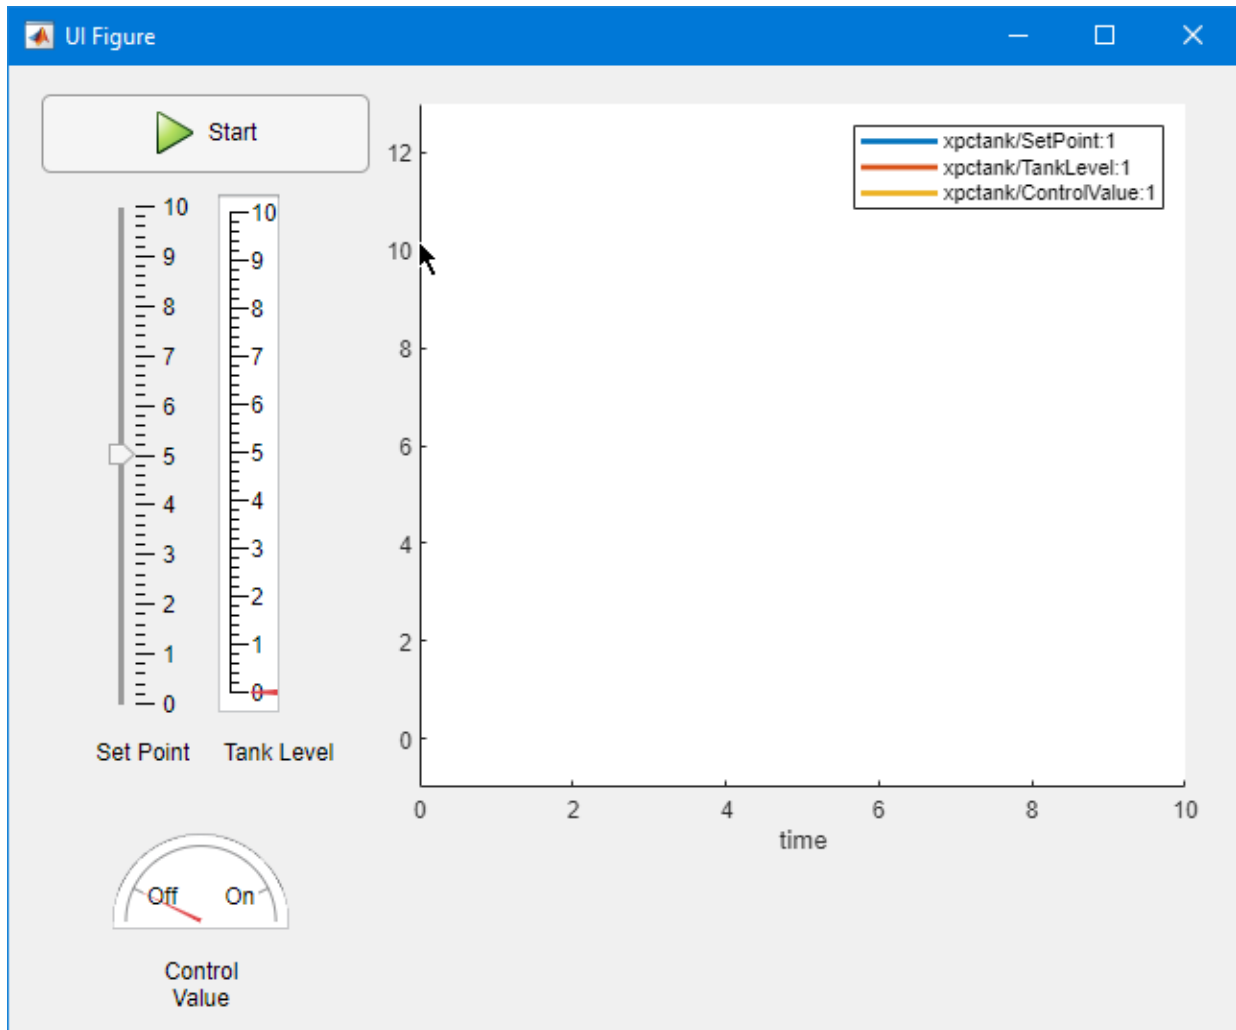 UI Figure
Start
10
9
8
7
6
5
4
3
2
1
0
Set Point
10
9
8
7
6
5
4
3
2
1
0
Tank Level
Off On
Control
Value
12
10
8
6
4
2
0
0 2 4 6 8 10
time
xpctank/SetPoint:1
xpctank/TankLevel:1
xpctank/ControlValue:1